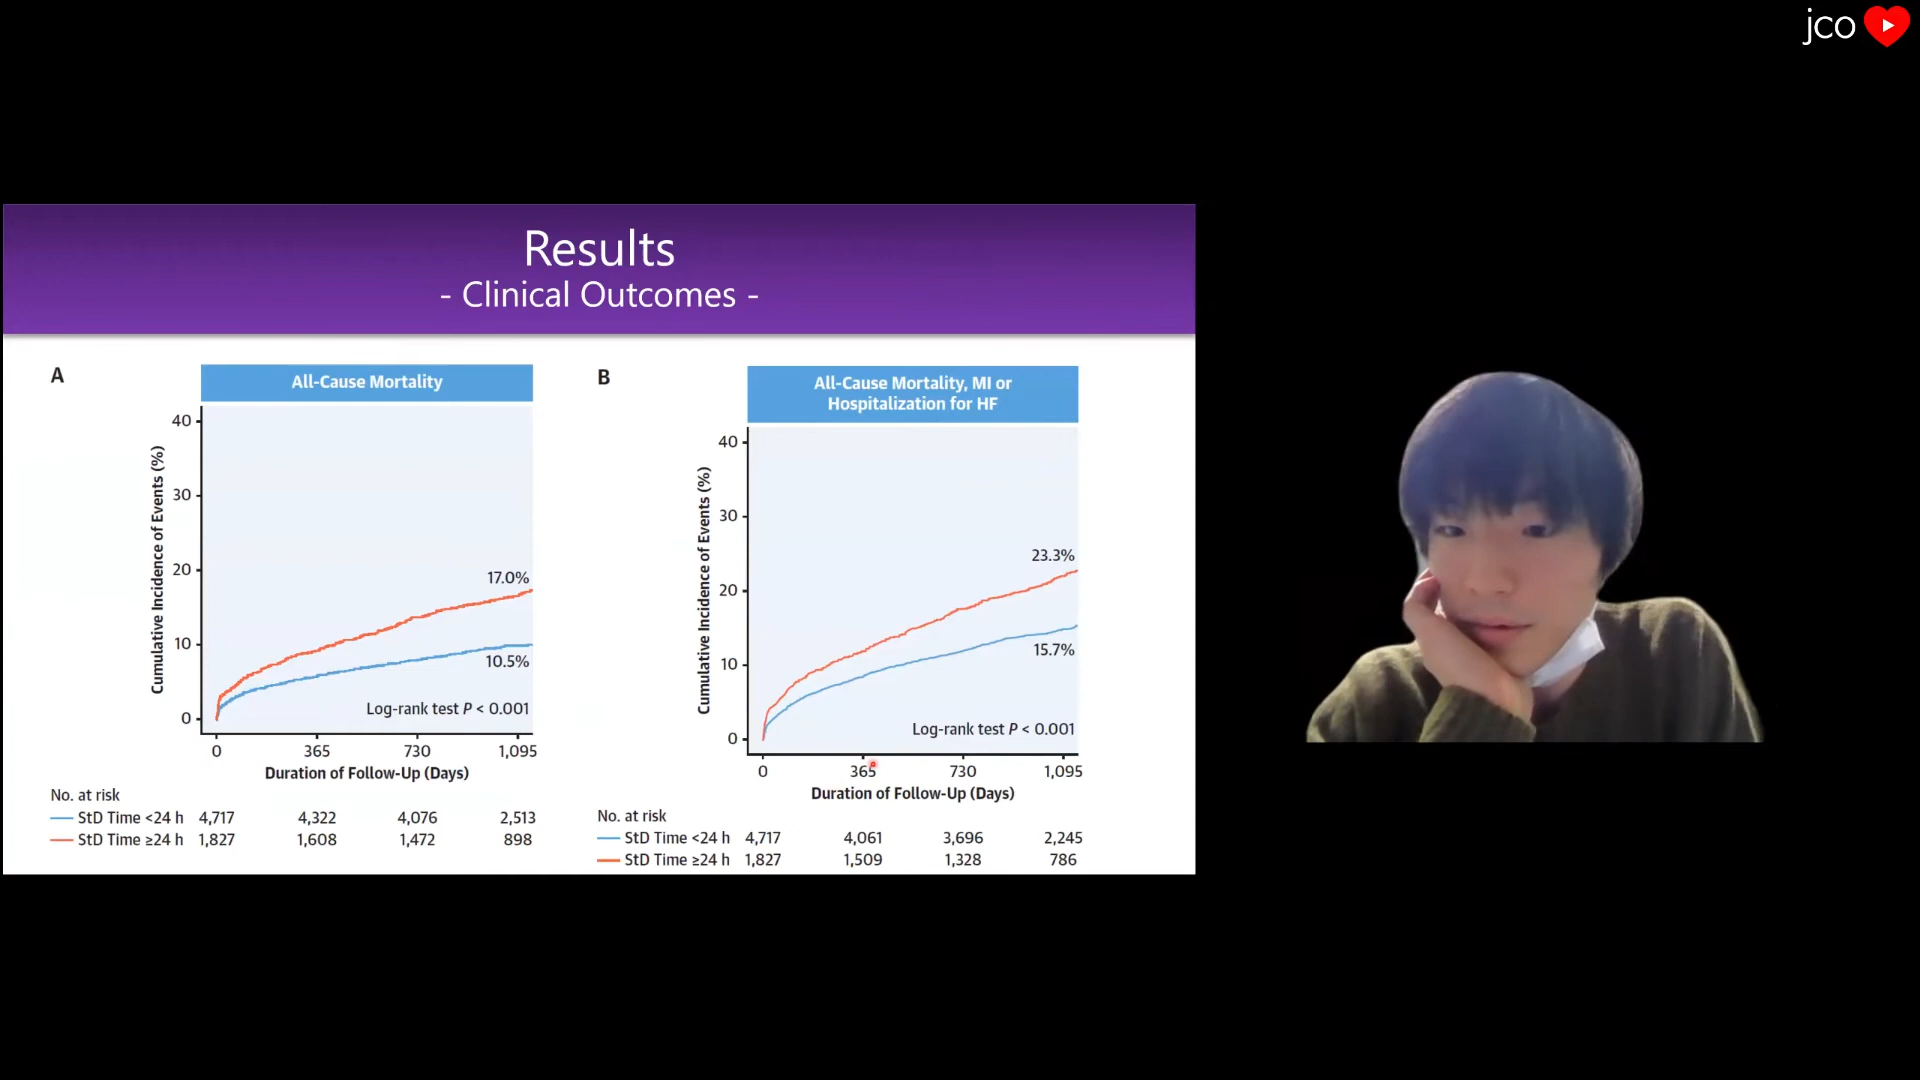 jco
Results
- Clinical Outcomes -
A
All-Cause Mortality
Cumulative Incidence of Events (%)
40
30
20
10
0
17.0%
10.5%
Log-rank test P < 0.001
0 365 730 1,095
Duration of Follow-Up (Days)
No. at risk
StD Time <24 h 4,717 4,322 4,076 2,513
StD Time ≥24 h 1,827 1,608 1,472 898
B
All-Cause Mortality, MI or
Hospitalization for HF
Cumulative Incidence of Events (%)
40
30
20
10
0
23.3%
15.7%
Log-rank test P < 0.001
0 365 730 1,095
Duration of Follow-Up (Days)
No. at risk
StD Time <24 h 4,717 4,061 3,696 2,245
StD Time ≥24 h 1,827 1,509 1,328 786